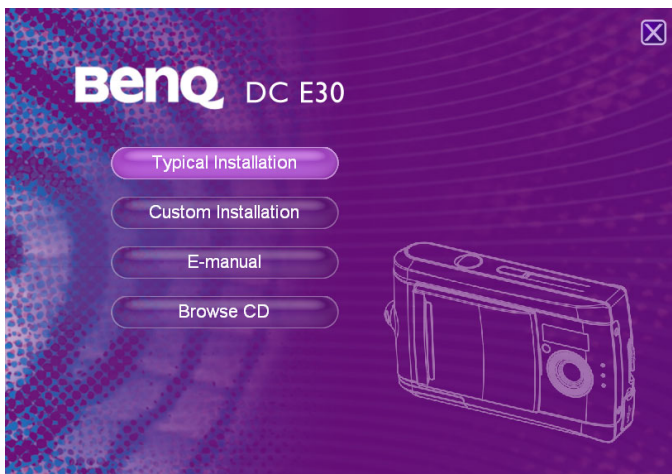 BenQ DC E30
Typical Installation
Custom Installation
E-manual
Browse CD